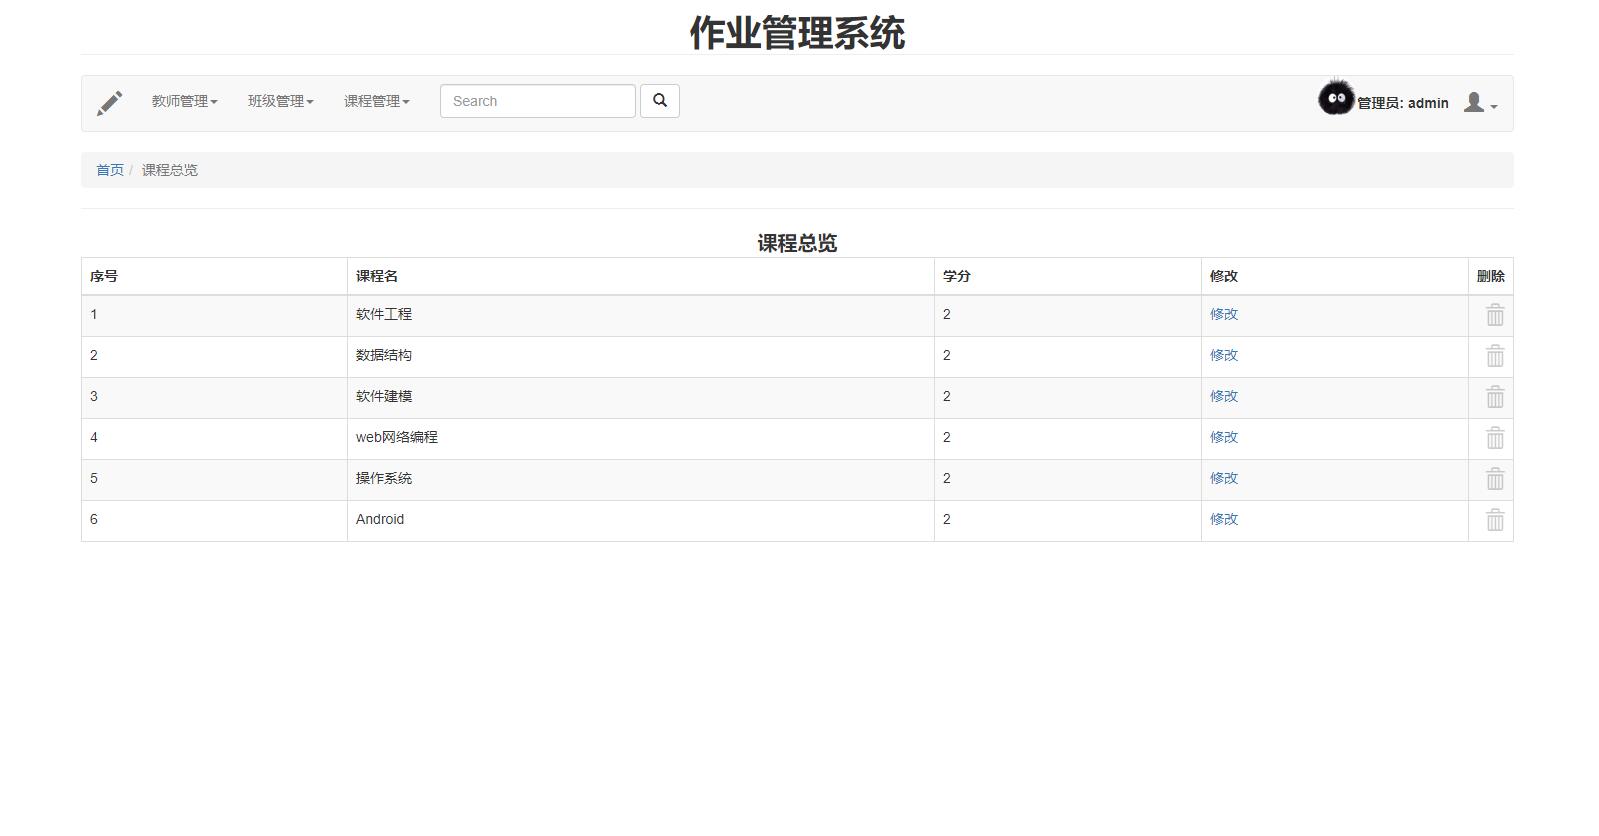 作业管理系统
教师管理 班级管理 课程管理 Search 管理员: admin
首页 / 课程总览
课程总览
序号 课程名 学分 修改 删除
1 软件工程 2 修改
2 数据结构 2 修改
3 软件建模 2 修改
4 web网络编程 2 修改
5 操作系统 2 修改
6 Android 2 修改